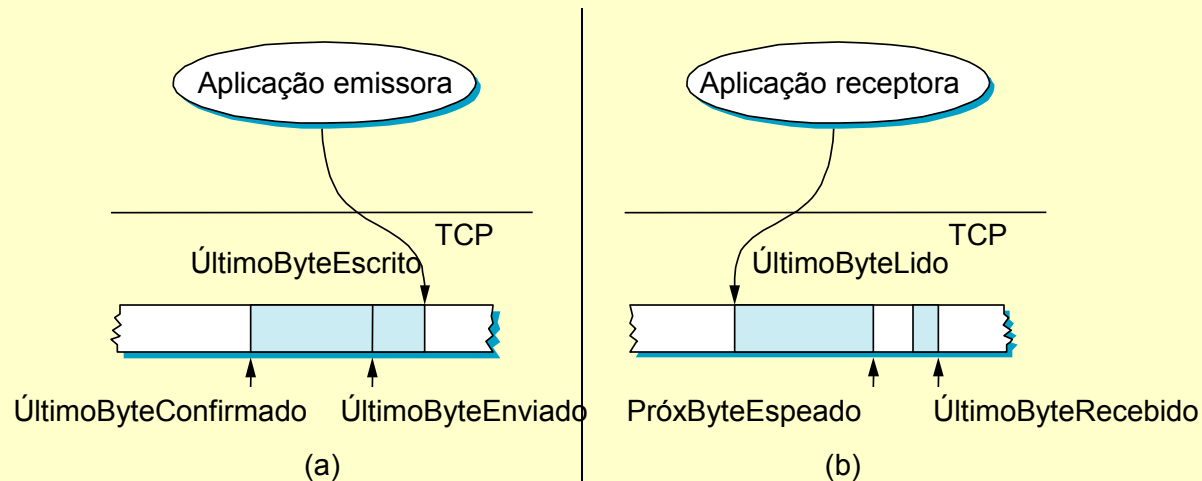 Aplicação emissora
TCP
ÚltimoByteEscrito
ÚltimoByteConfirmado
ÚltimoByteEnviado
(a)
Aplicação receptora
TCP
ÚltimoByteLido
PróxByteEspeado
ÚltimoByteRecebido
(b)